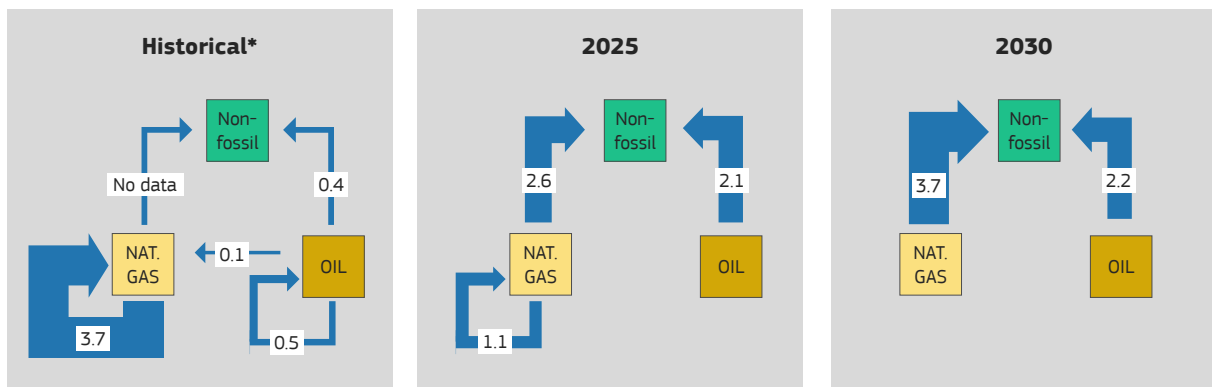 Historical*
Non-
fossil
No data
0.4
NAT.
GAS
0.1
OIL
3.7
0.5
2025
Non-
fossil
2.6
2.1
NAT.
GAS
OIL
1.1
2030
Non-
fossil
3.7
2.2
NAT.
GAS
OIL